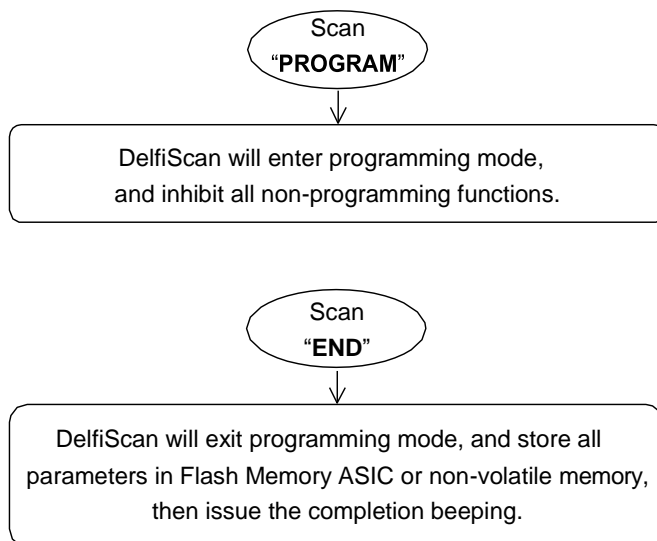 Scan
“PROGRAM”
DelfiScan will enter programming mode,
and inhibit all non-programming functions.
Scan
“END”
DelfiScan will exit programming mode, and store all
parameters in Flash Memory ASIC or non-volatile memory,
then issue the completion beeping.